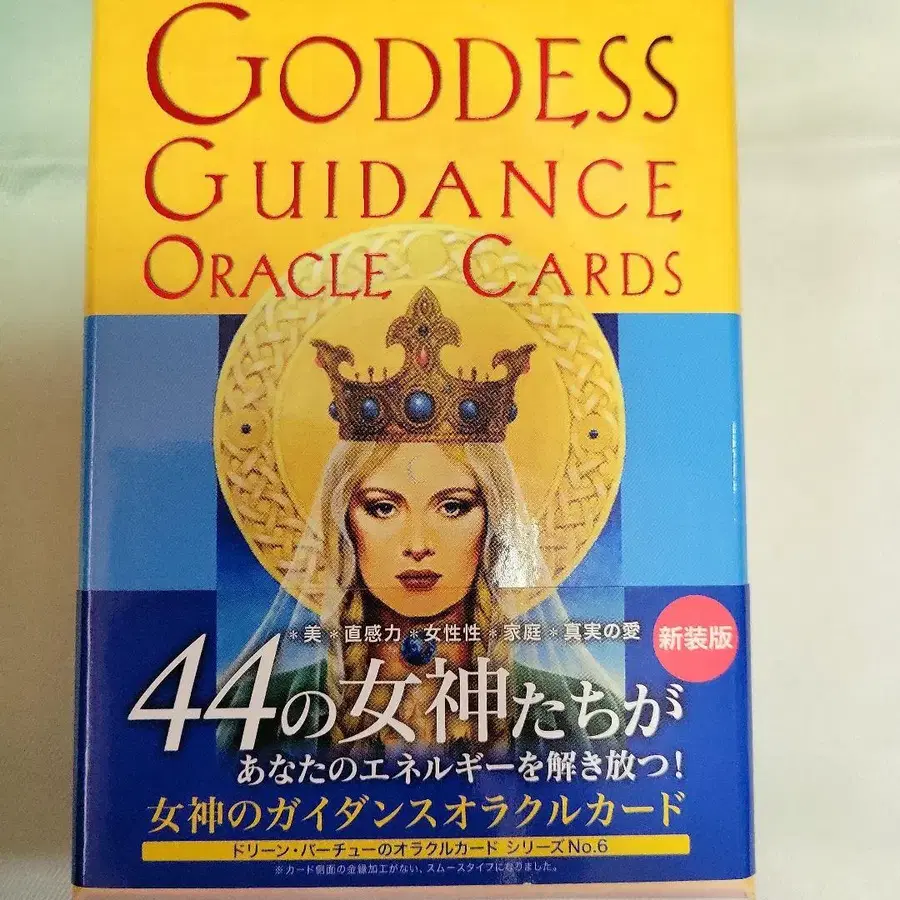 GODDESS
GUIDANCE
ORACLE CARDS
＊美＊直感力＊女性性＊家庭＊真実の愛
新装版
44の女神たちが
あなたのエネルギーを解き放つ！
女神のガイダンスオラクルカード
ドリーン・バーチューのオラクルカード シリーズNo.6
※カード側面の金縁加工がない、スムースタイプになりました。